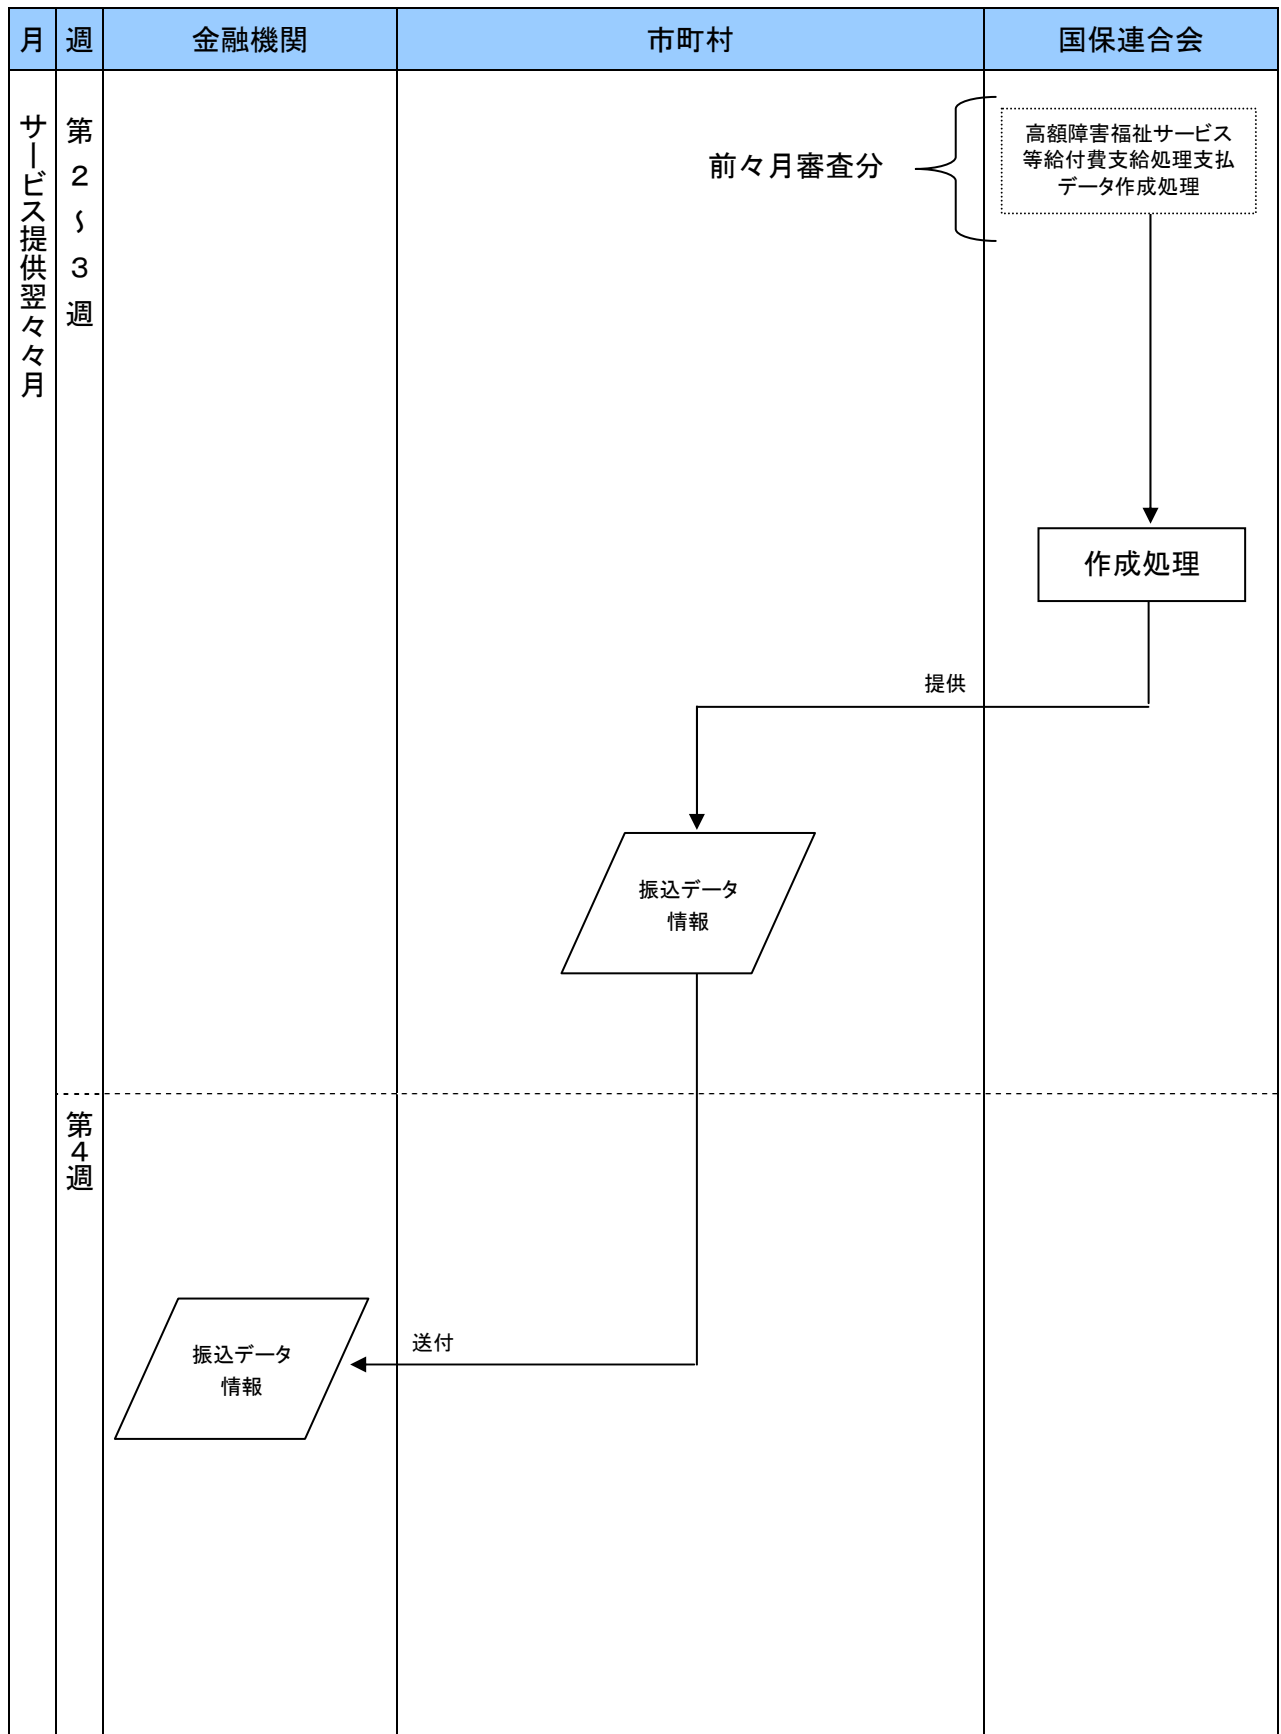 月 週 金融機関 市町村 国保連合会
サービス提供翌々々月
第2～3週
前々月審査分
高額障害福祉サービス
等給付費支給処理支払
データ作成処理
作成処理
提供
振込データ
情報
第4週
送付
振込データ
情報